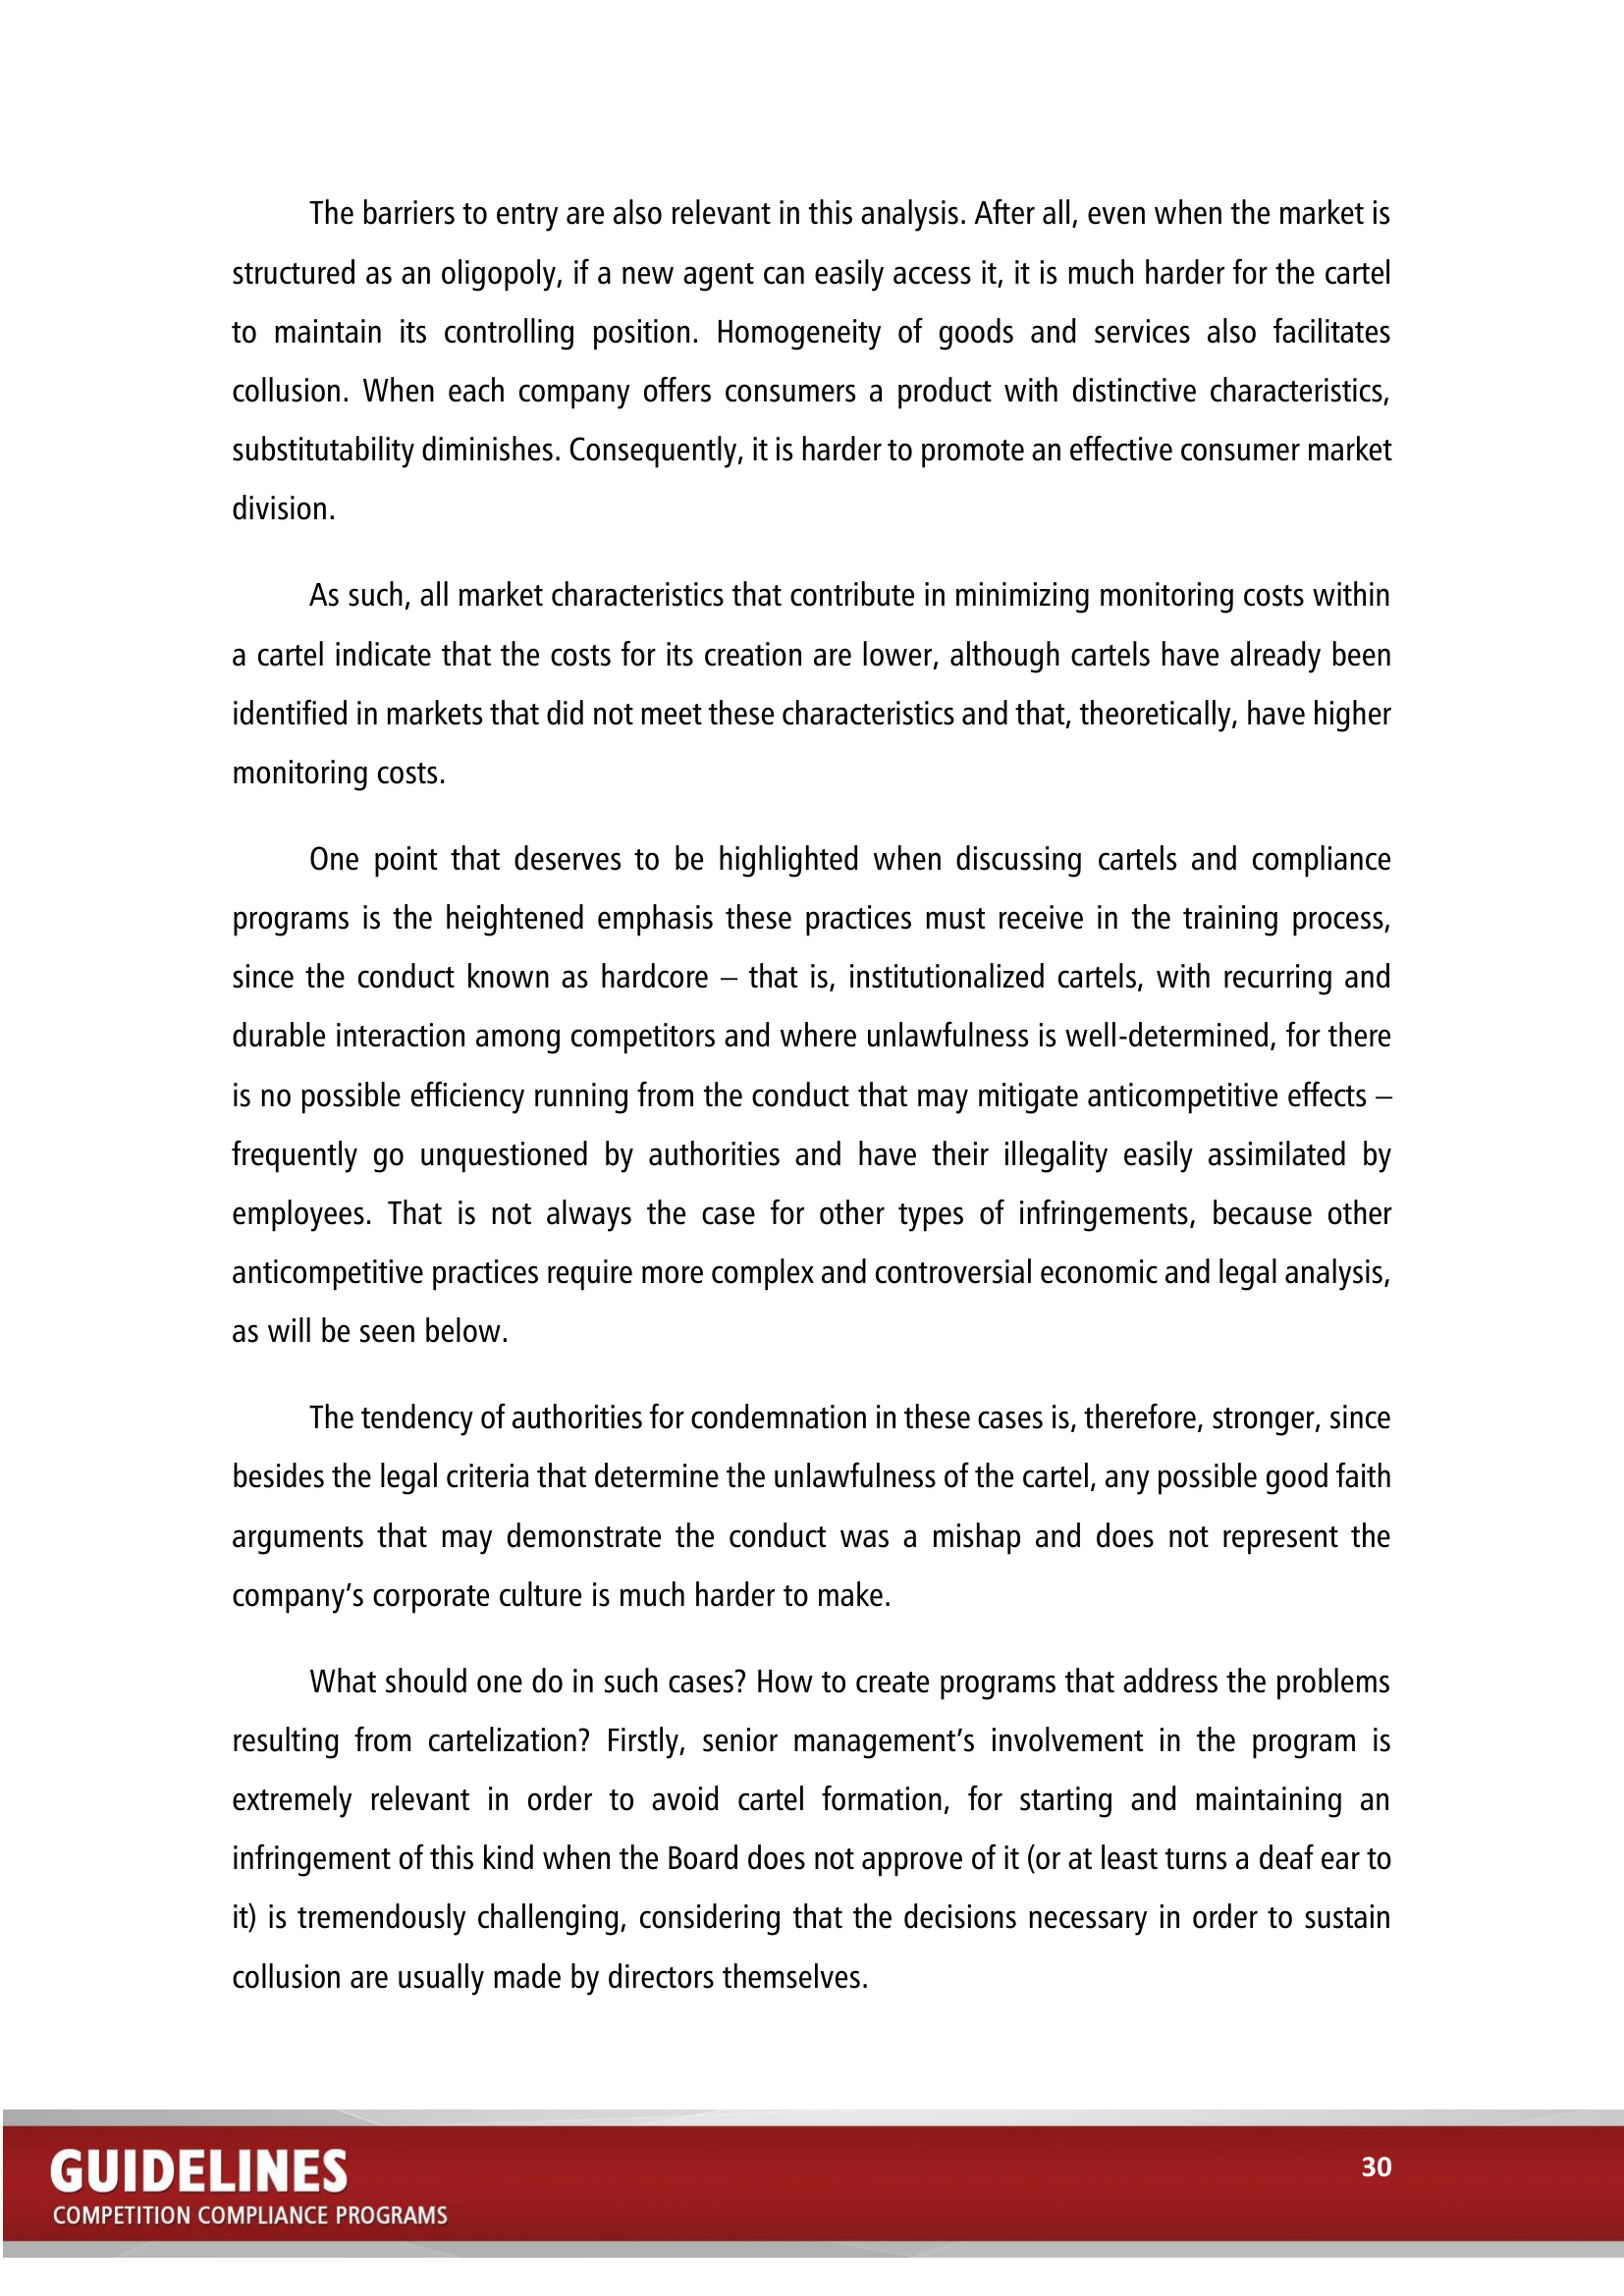 The barriers to entry are also relevant in this analysis. After all, even when the market is
structured as an oligopoly, if a new agent can easily access it, it is much harder for the cartel
to maintain its controlling position. Homogeneity of goods and services also facilitates
collusion. When each company offers consumers a product with distinctive characteristics,
substitutability diminishes. Consequently, it is harder to promote an effective consumer market
division.
As such, all market characteristics that contribute in minimizing monitoring costs within
a cartel indicate that the costs for its creation are lower, although cartels have already been
identified in markets that did not meet these characteristics and that, theoretically, have higher
monitoring costs.
One point that deserves to be highlighted when discussing cartels and compliance
programs is the heightened emphasis these practices must receive in the training process,
since the conduct known as hardcore – that is, institutionalized cartels, with recurring and
durable interaction among competitors and where unlawfulness is well-determined, for there
is no possible efficiency running from the conduct that may mitigate anticompetitive effects –
frequently go unquestioned by authorities and have their illegality easily assimilated by
employees. That is not always the case for other types of infringements, because other
anticompetitive practices require more complex and controversial economic and legal analysis,
as will be seen below.
The tendency of authorities for condemnation in these cases is, therefore, stronger, since
besides the legal criteria that determine the unlawfulness of the cartel, any possible good faith
arguments that may demonstrate the conduct was a mishap and does not represent the
company’s corporate culture is much harder to make.
What should one do in such cases? How to create programs that address the problems
resulting from cartelization? Firstly, senior management’s involvement in the program is
extremely relevant in order to avoid cartel formation, for starting and maintaining an
infringement of this kind when the Board does not approve of it (or at least turns a deaf ear to
it) is tremendously challenging, considering that the decisions necessary in order to sustain
collusion are usually made by directors themselves.
GUIDELINES
30
COMPETITION COMPLIANCE PROGRAMS